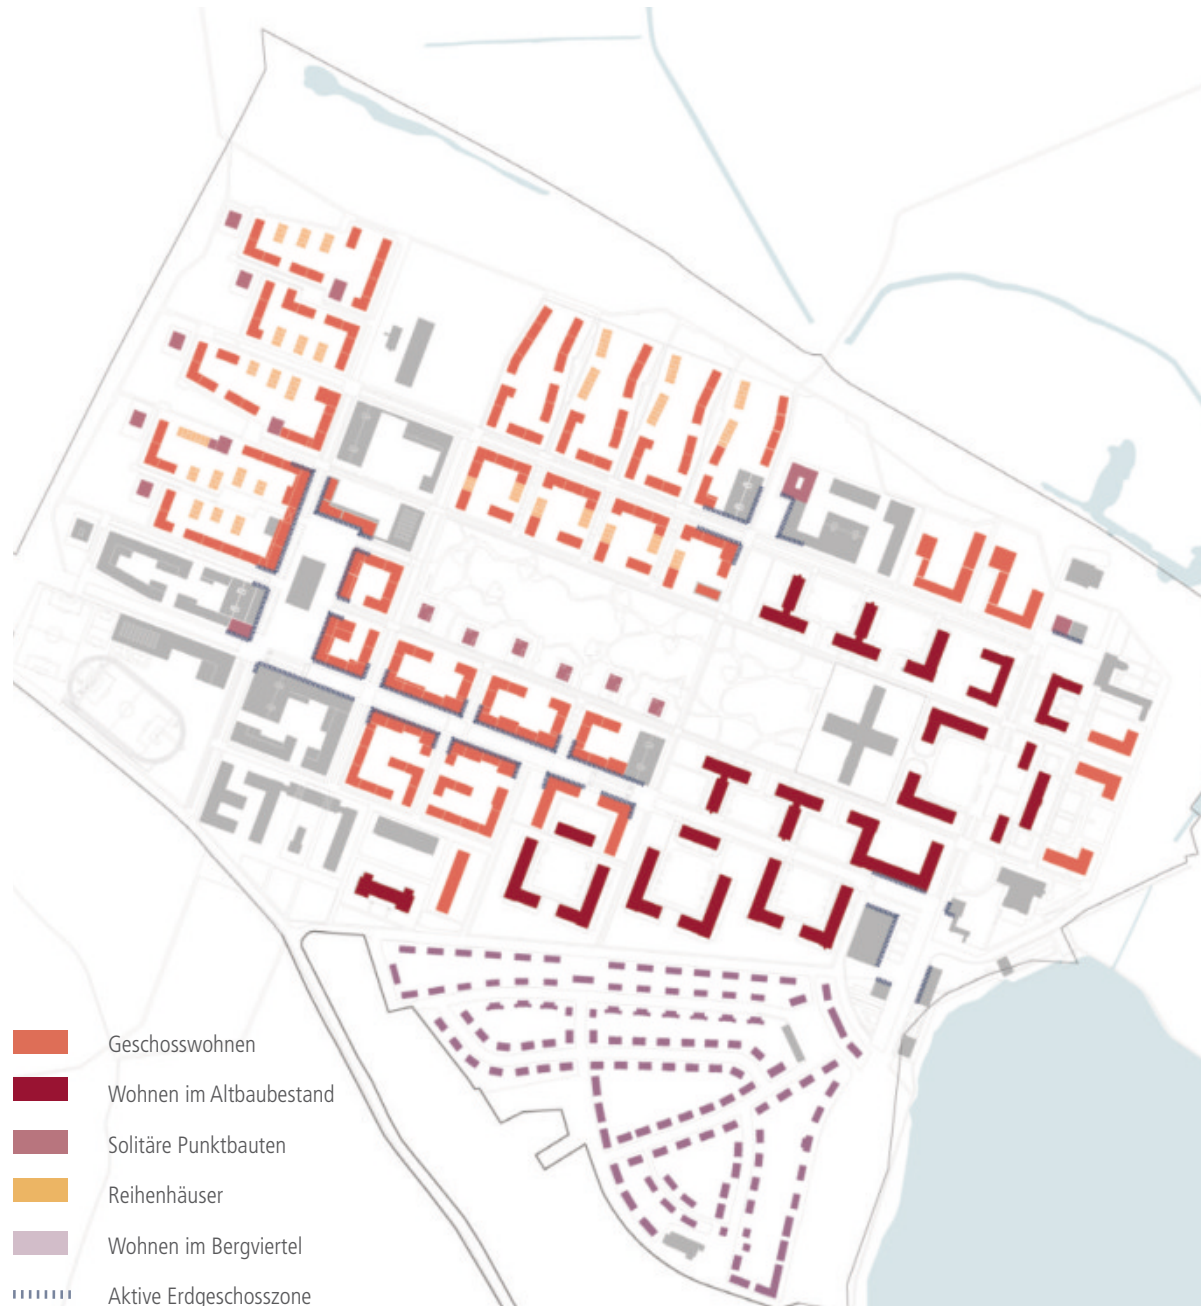 Geschosswohnen
Wohnen im Altbaubestand
Solitäre Punktbauten
Reihenhäuser
Wohnen im Bergviertel
Aktive Erdgeschosszone